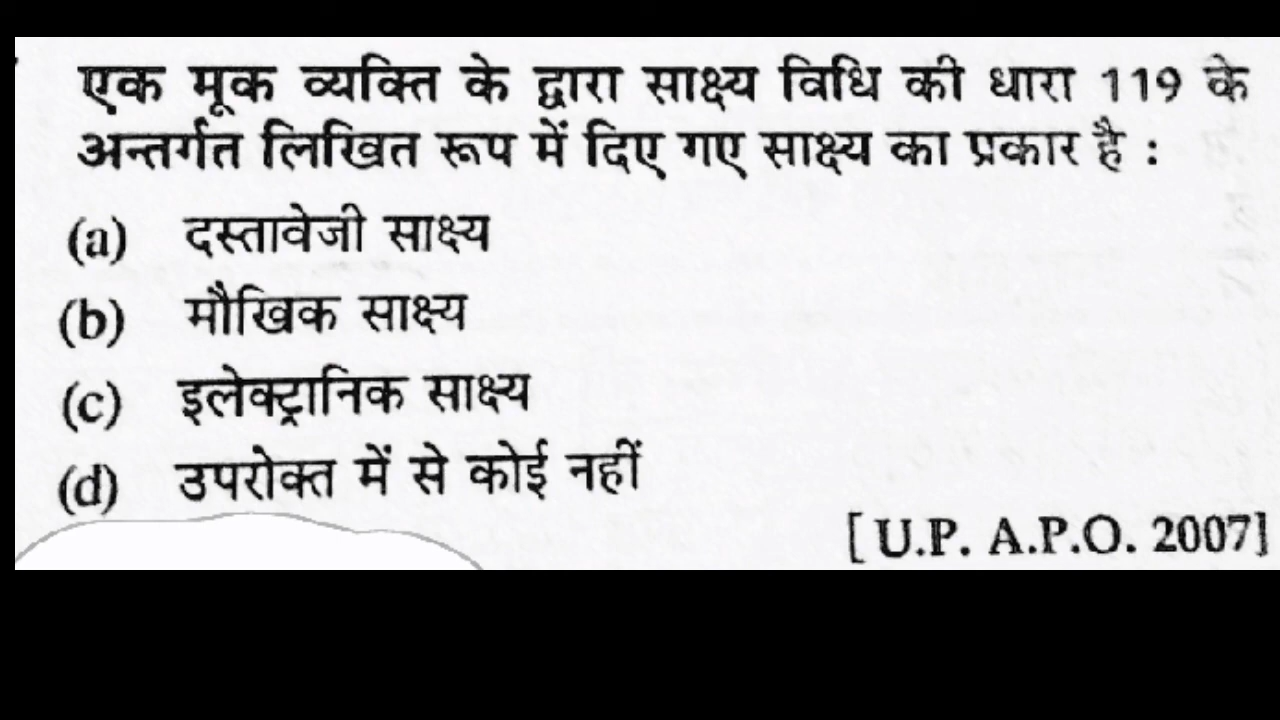 एक मूक व्यक्ति के द्वारा साक्ष्य विधि की धारा 119 के
अन्तर्गत लिखित रूप में दिए गए साक्ष्य का प्रकार है :
(a) दस्तावेजी साक्ष्य
(b) मौखिक साक्ष्य
(c) इलेक्ट्रानिक साक्ष्य
(d) उपरोक्त में से कोई नहीं
[ U.P. A.P.O. 2007]